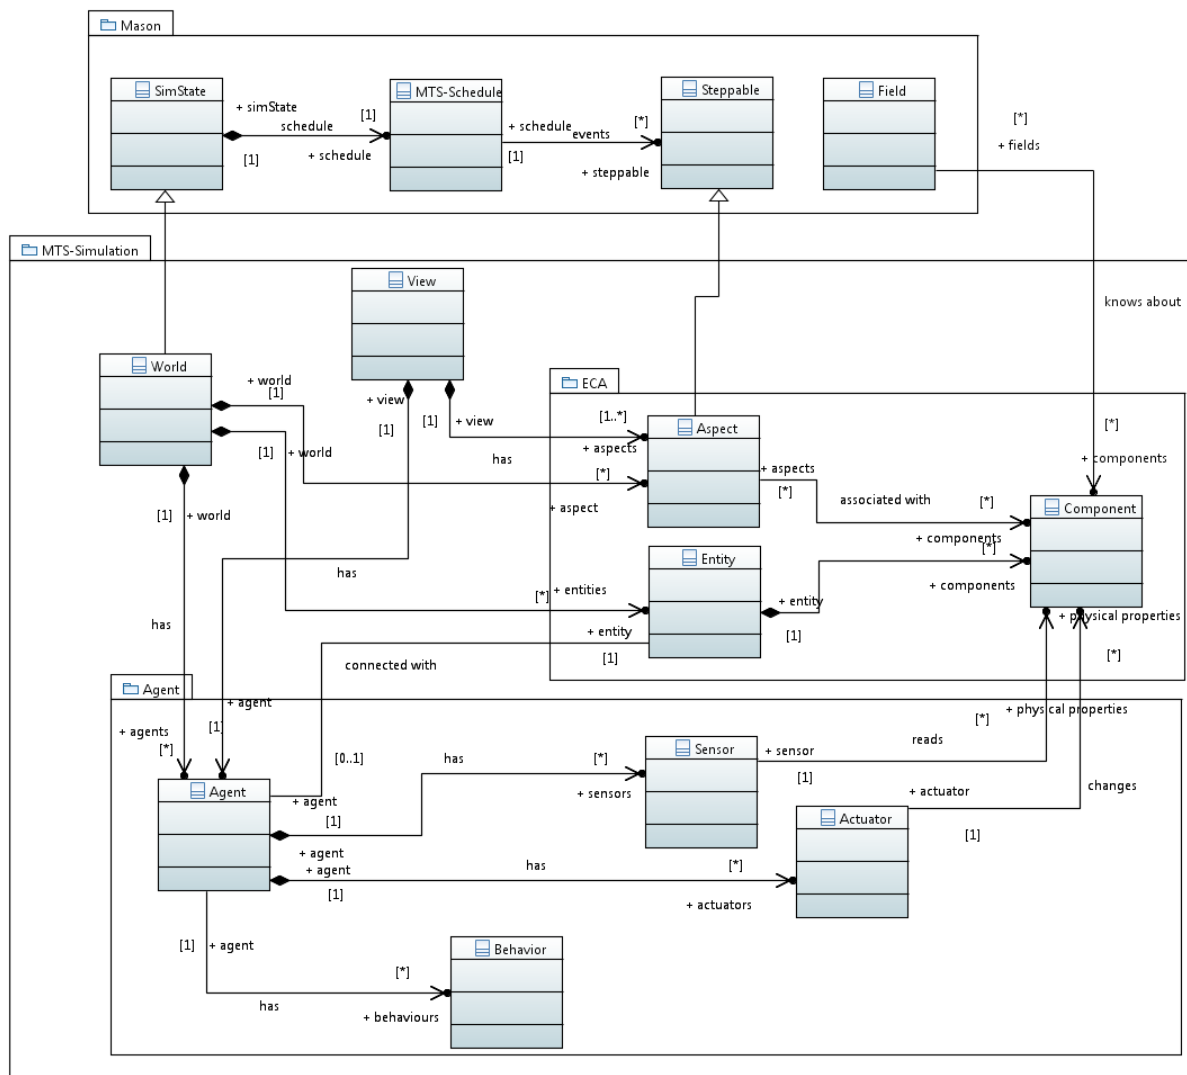 Mason
SimState
MTS-Schedule
Steppable
Field
+ simState
schedule
[1]
[1]
+ schedule
+ schedule
events
[1]
[*]
+ steppable
[*]
+ fields
MTS-Simulation
View
knows about
World
+ world
[1]
+ view
[1]
[1]
+ view
ECA
[1..*]
Aspect
+ aspects
has
[*]
+ aspect
[1]
+ world
+ aspects
[*]
associated with
[*]
+ components
[*]
+ components
Component
+ components
[*]
[1]
+ world
has
Entity
[*]
+ entities
+ entity
[1]
+ entity
[1]
+ physical properties
[*]
has
connected with
Agent
+ agent
[1]
+ agents
[*]
[0..1]
Agent
+ agent
[1]
has
[*]
+ sensors
Sensor
+ sensor
[1]
+ physical properties
[*]
reads
+ actuator
[1]
changes
Actuator
+ agent
+ agent
[1]
has
[*]
+ actuators
[1]
+ agent
has
[*]
+ behaviours
Behavior